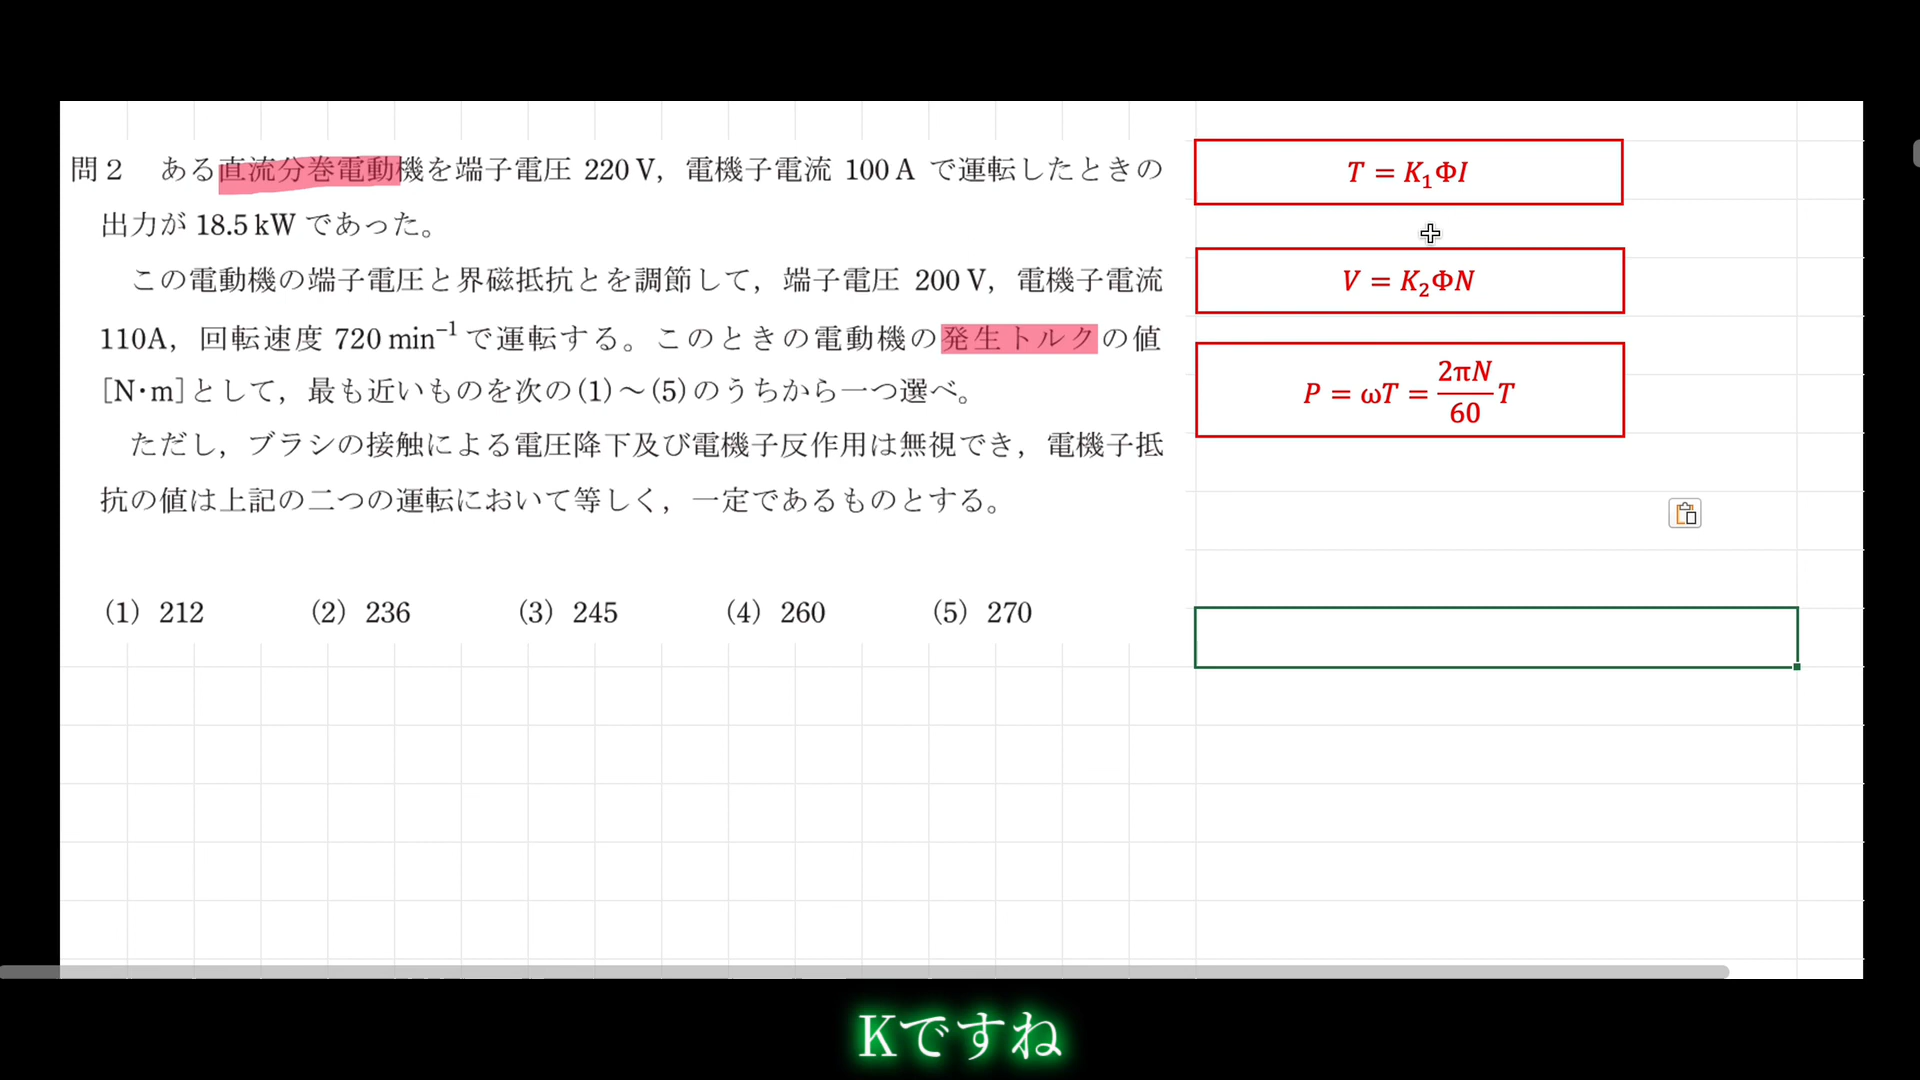 問２　ある直流分巻電動機を端子電圧 220 V，電機子電流 100 A で運転したときの
出力が 18.5 kW であった。
この電動機の端子電圧と界磁抵抗とを調節して，端子電圧 200 V，電機子電流
110A，回転速度 720 min⁻¹ で運転する。このときの電動機の発生トルクの値
[N･m]として，最も近いものを次の(1)～(5)のうちから一つ選べ。
ただし，ブラシの接触による電圧降下及び電機子反作用は無視でき，電機子抵
抗の値は上記の二つの運転において等しく，一定であるものとする。
(1) 212　(2) 236　(3) 245　(4) 260　(5) 270
T = K₁ΦI
V = K₂ΦN
P = ωT = 2πN/60 T
Kですね